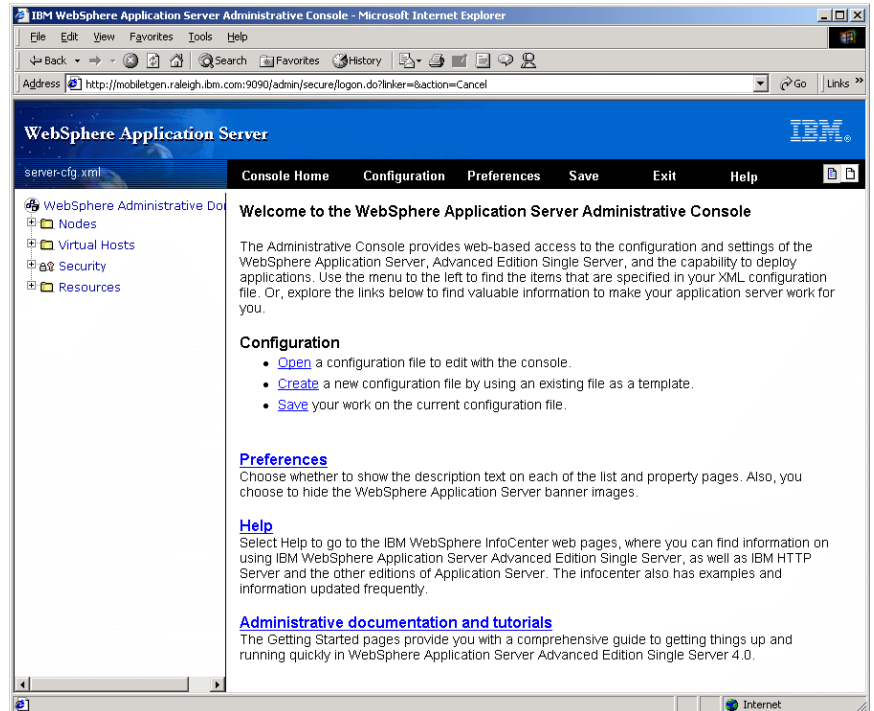 IBM WebSphere Application Server Administrative Console - Microsoft Internet Explorer
File Edit View Favorites Tools Help
Back Search Favorites History
Address http://mobiletgen.raleigh.ibm.com:9090/admin/secure/logon.do?linker=&action=Cancel Go Links »
WebSphere Application Server IBM®
server-cfg.xml Console Home Configuration Preferences Save Exit Help
WebSphere Administrative Do
Nodes
Virtual Hosts
Security
Resources
Welcome to the WebSphere Application Server Administrative Console
The Administrative Console provides web-based access to the configuration and settings of the
WebSphere Application Server, Advanced Edition Single Server, and the capability to deploy
applications. Use the menu to the left to find the items that are specified in your XML configuration
file. Or, explore the links below to find valuable information to make your application server work for
you.
Configuration
• Open a configuration file to edit with the console.
• Create a new configuration file by using an existing file as a template.
• Save your work on the current configuration file.
Preferences
Choose whether to show the description text on each of the list and property pages. Also, you
choose to hide the WebSphere Application Server banner images.
Help
Select Help to go to the IBM WebSphere InfoCenter web pages, where you can find information on
using IBM WebSphere Application Server Advanced Edition Single Server, as well as IBM HTTP
Server and the other editions of Application Server. The infocenter also has examples and
information updated frequently.
Administrative documentation and tutorials
The Getting Started pages provide you with a comprehensive guide to getting things up and
running quickly in WebSphere Application Server Advanced Edition Single Server 4.0.
Internet